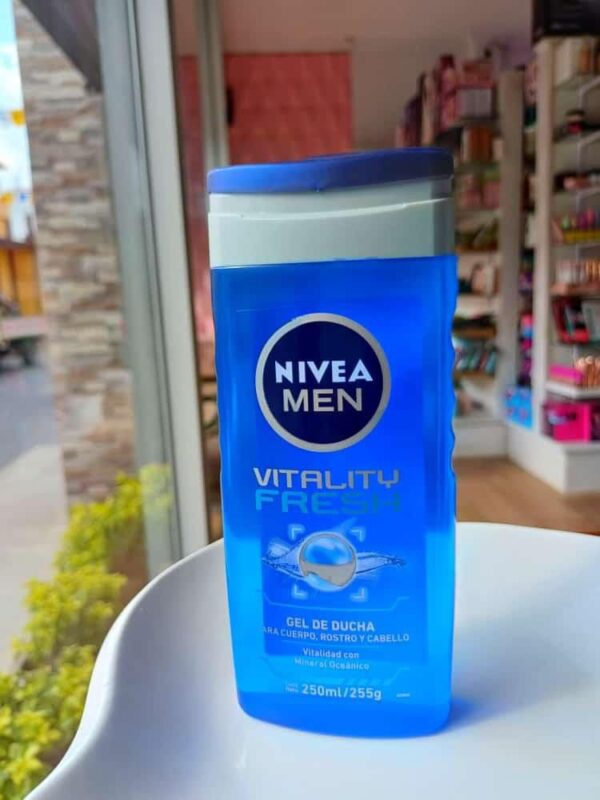 NIVEA
MEN
VITALITY
FRESH
GEL DE DUCHA
ARA CUERPO, ROSTRO Y CABELLO
Vitalidad con
Mineral Oceánico
250ml/255g